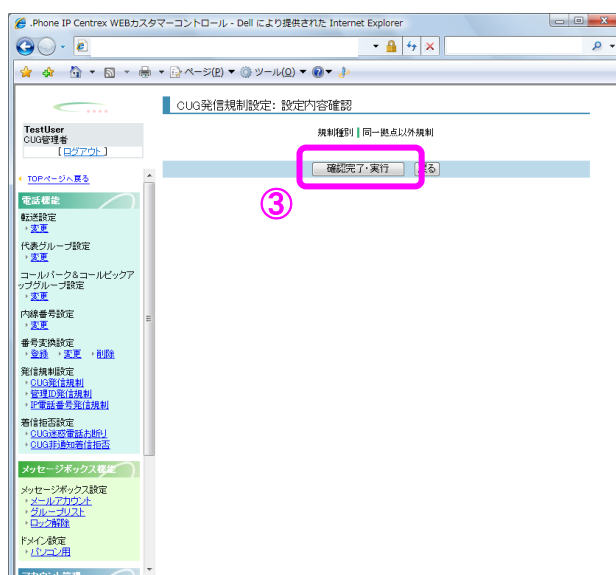 .Phone IP Centrex WEBカスタマーコントロール - Dell により提供された Internet Explorer
ページ(P) ツール(O)
CUG発信規制設定: 設定内容確認
TestUser
CUG管理者
[ログアウト]
規制種別 同一拠点以外規制
確認完了・実行 戻る
③
TOPページへ戻る
電話機能
転送設定
変更
代表グループ設定
変更
コールパーク&コールピックア
ップグループ設定
変更
内線番号設定
変更
番号変換設定
登録 変更 削除
発信規制設定
CUG発信規制
管理ID発信規制
IP電話番号発信規制
着信拒否設定
CUG迷惑電話お断り
CUG非通知着信拒否
メッセージボックス機能
メッセージボックス設定
メールアカウント
グループリスト
ロック解除
ドメイン設定
パソコン用